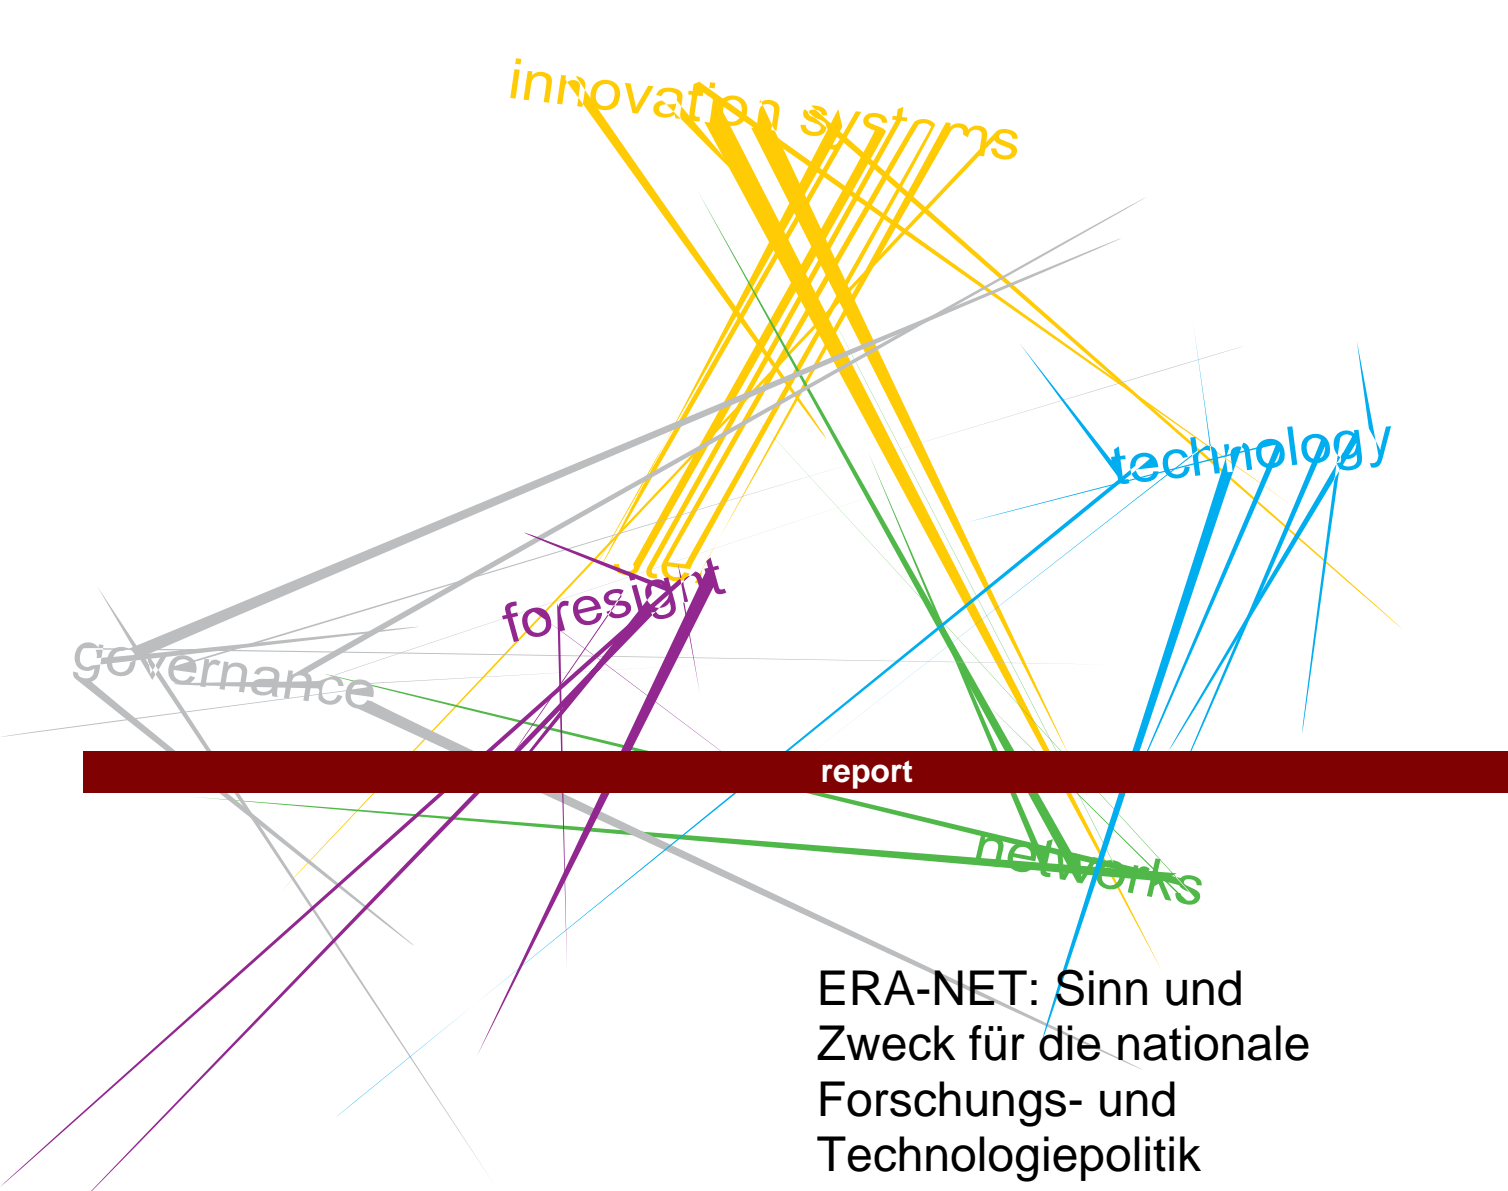 innovation systems
technology
foresight
governance
report
networks
ERA-NET: Sinn und
Zweck für die nationale
Forschungs- und
Technologiepolitik